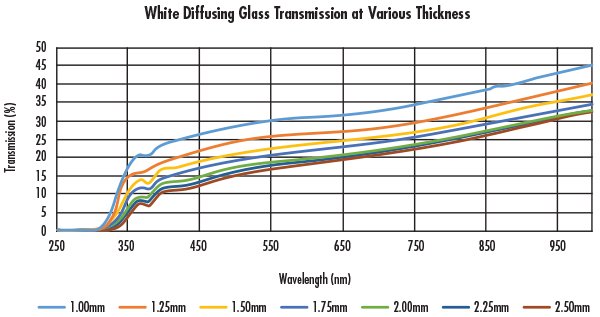 White Diffusing Glass Transmission at Various Thickness
50
45
40
35
30
25
20
15
10
5
0
Transmission (%)
250 350 450 550 650 750 850 950
Wavelength (nm)
1.00mm 1.25mm 1.50mm 1.75mm 2.00mm 2.25mm 2.50mm